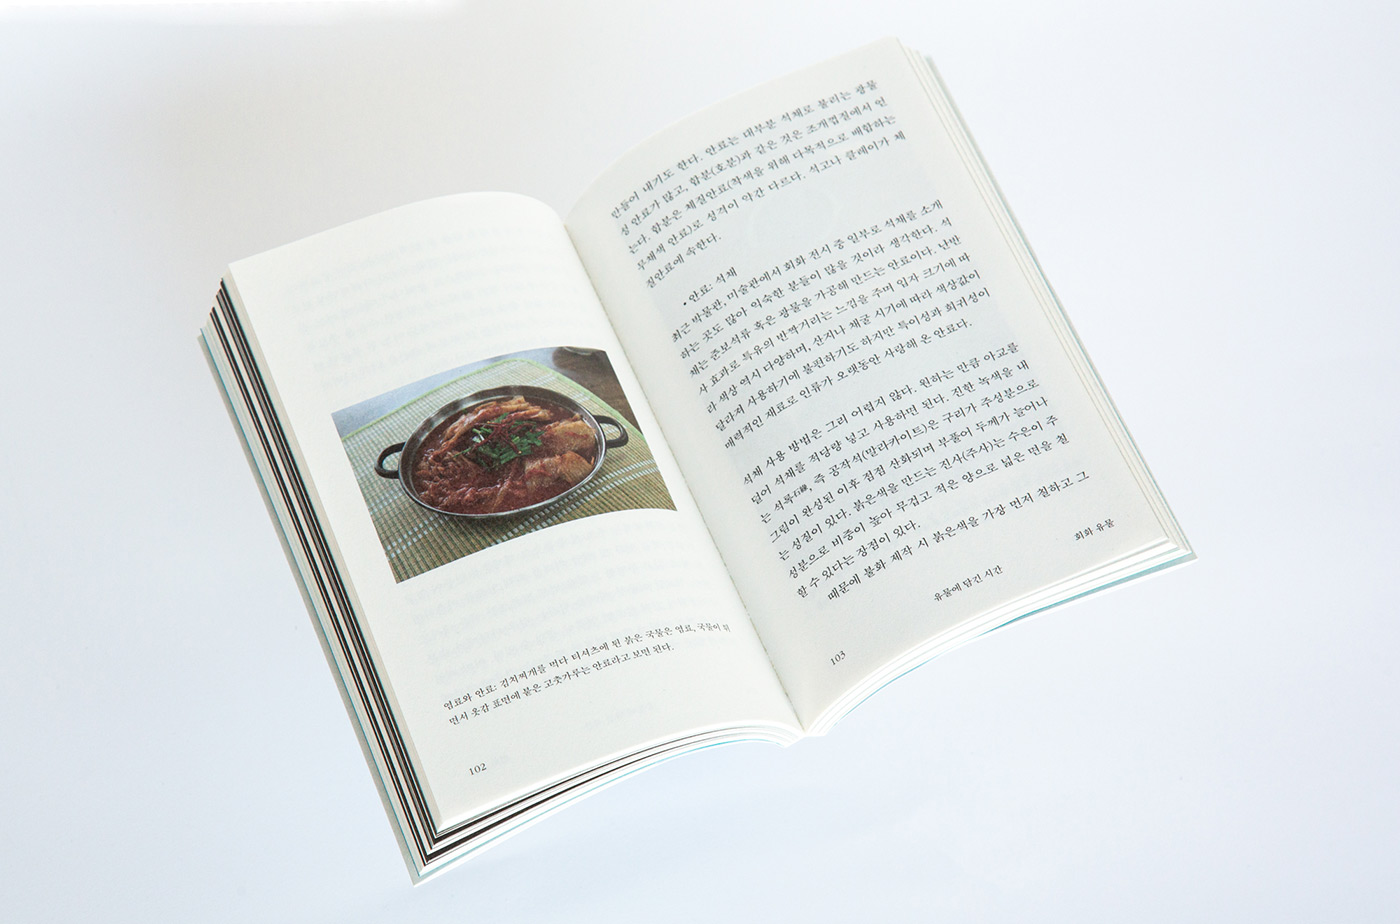 염료와 안료: 김치찌개를 먹다 티셔츠에 튄 붉은 국물은 염료, 국물이 튀
면서 옷감 표면에 붙은 고춧가루는 안료라고 보면 된다.
102
만들어 내기도 한다. 안료는 대부분 석채로 불리는 광물
성 안료가 많고, 합분(호분)과 같은 것은 조개껍질에서 얻
는다. 합분은 체질안료(착색을 위해 다목적으로 배합하는
무채색 안료)로 성격이 약간 다르다. 석고나 클레이가 체
질안료에 속한다.
• 안료: 석채
최근 박물관, 미술관에서 회화 전시 중 일부로 석채를 소개
하는 곳도 많아 익숙한 분들이 많을 것이라 생각한다. 석
채는 준보석류 혹은 광물을 가공해 만드는 안료이다. 난반
사 효과로 특유의 반짝거리는 느낌을 주며 입자 크기에 따
라 색상 역시 다양하며, 산지나 채굴 시기에 따라 색상값이
달라져 사용하기에 불편하기도 하지만 특이성과 희귀성이
매력적인 재료로 인류가 오랫동안 사랑해 온 안료다.
석채 사용 방법은 그리 어렵지 않다. 원하는 만큼 아교를
덜어 석채를 적당량 넣고 사용하면 된다. 진한 녹색을 내
는 석록石綠, 즉 공작석(말라카이트)은 구리가 주성분으로
그림이 완성된 이후 점점 산화되며 부풀어 두께가 늘어나
는 성질이 있다. 붉은색을 만드는 진사(주사)는 수은이 주
성분으로 비중이 높아 무겁고 적은 양으로 넓은 면을 칠
할 수 있다는 장점이 있다.
때문에 불화 제작 시 붉은색을 가장 먼저 칠하고 그
103
유물에 담긴 시간
회화 유물